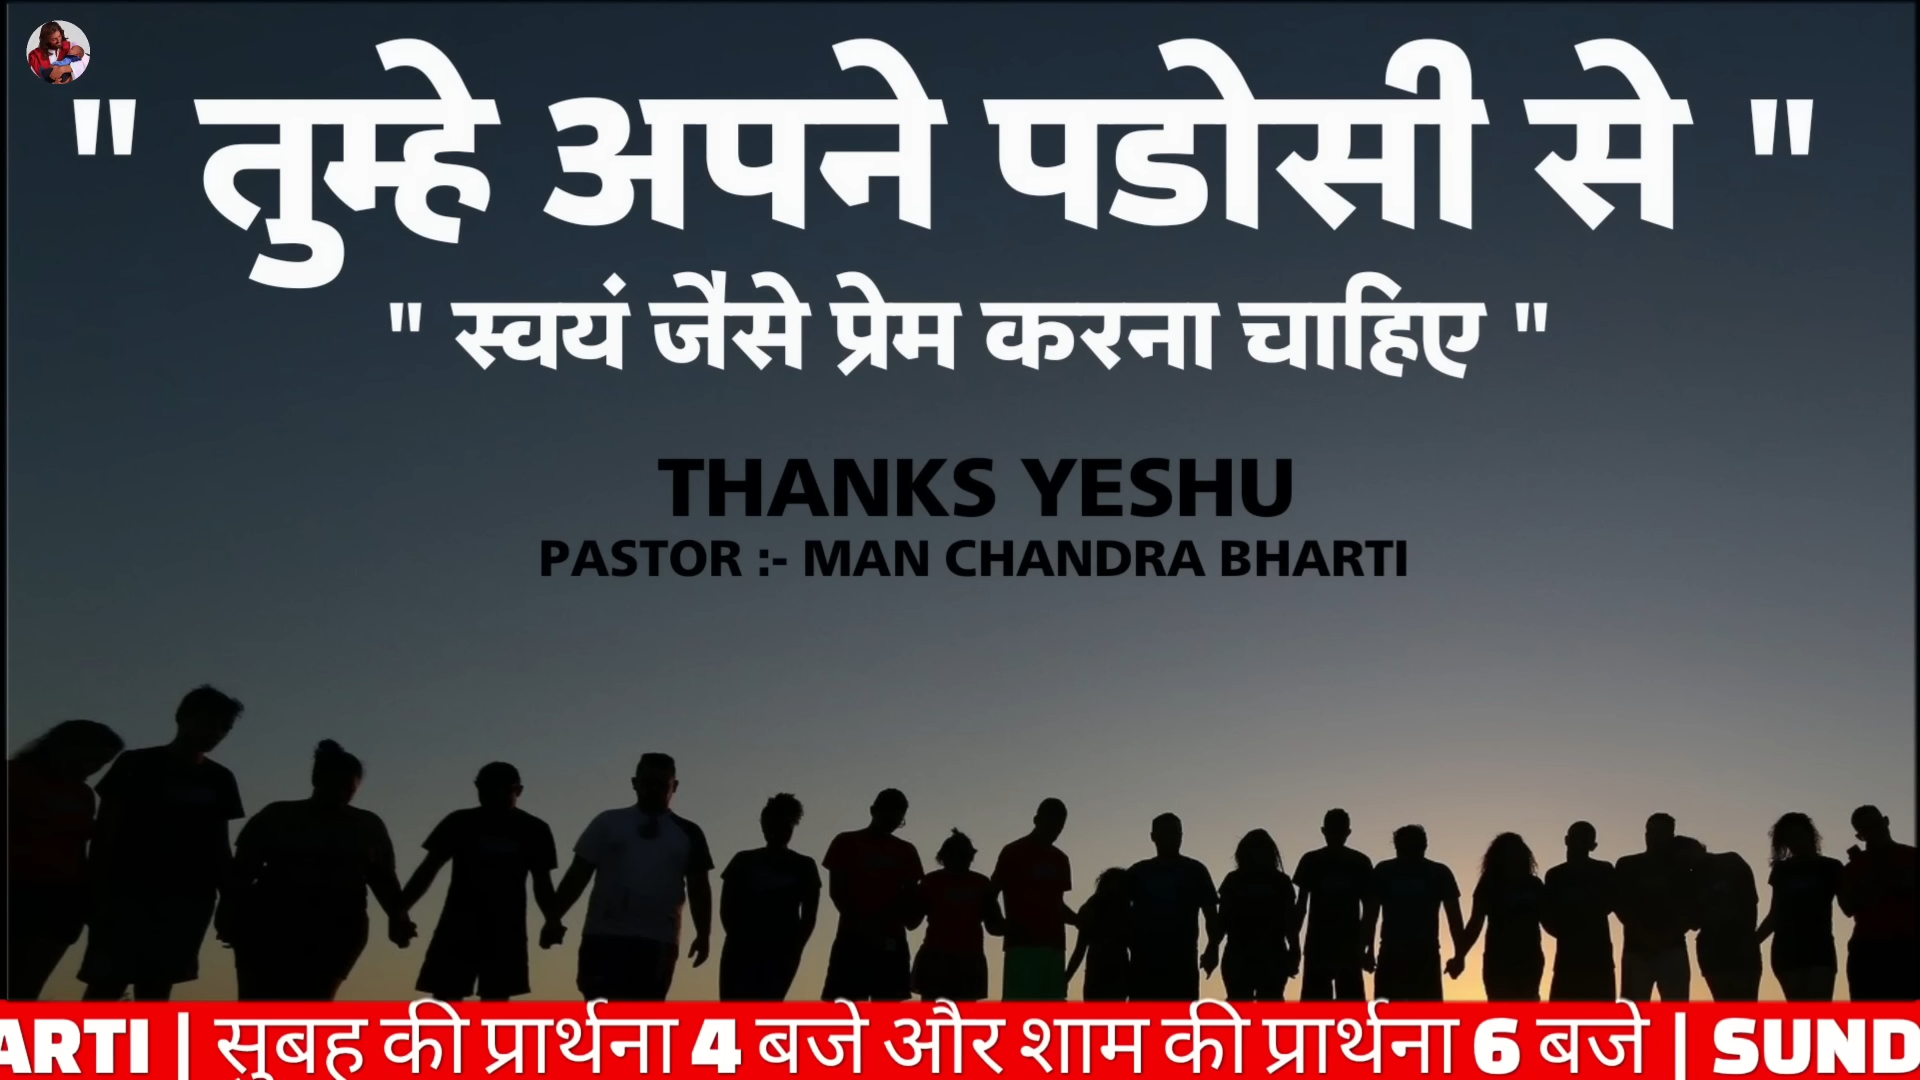 " तुम्हे अपने पडोसी से "
" स्वयं जैसे प्रेम करना चाहिए "
THANKS YESHU
PASTOR :- MAN CHANDRA BHARTI
ARTI | सुबह की प्रार्थना 4 बजे और शाम की प्रार्थना 6 बजे | SUND